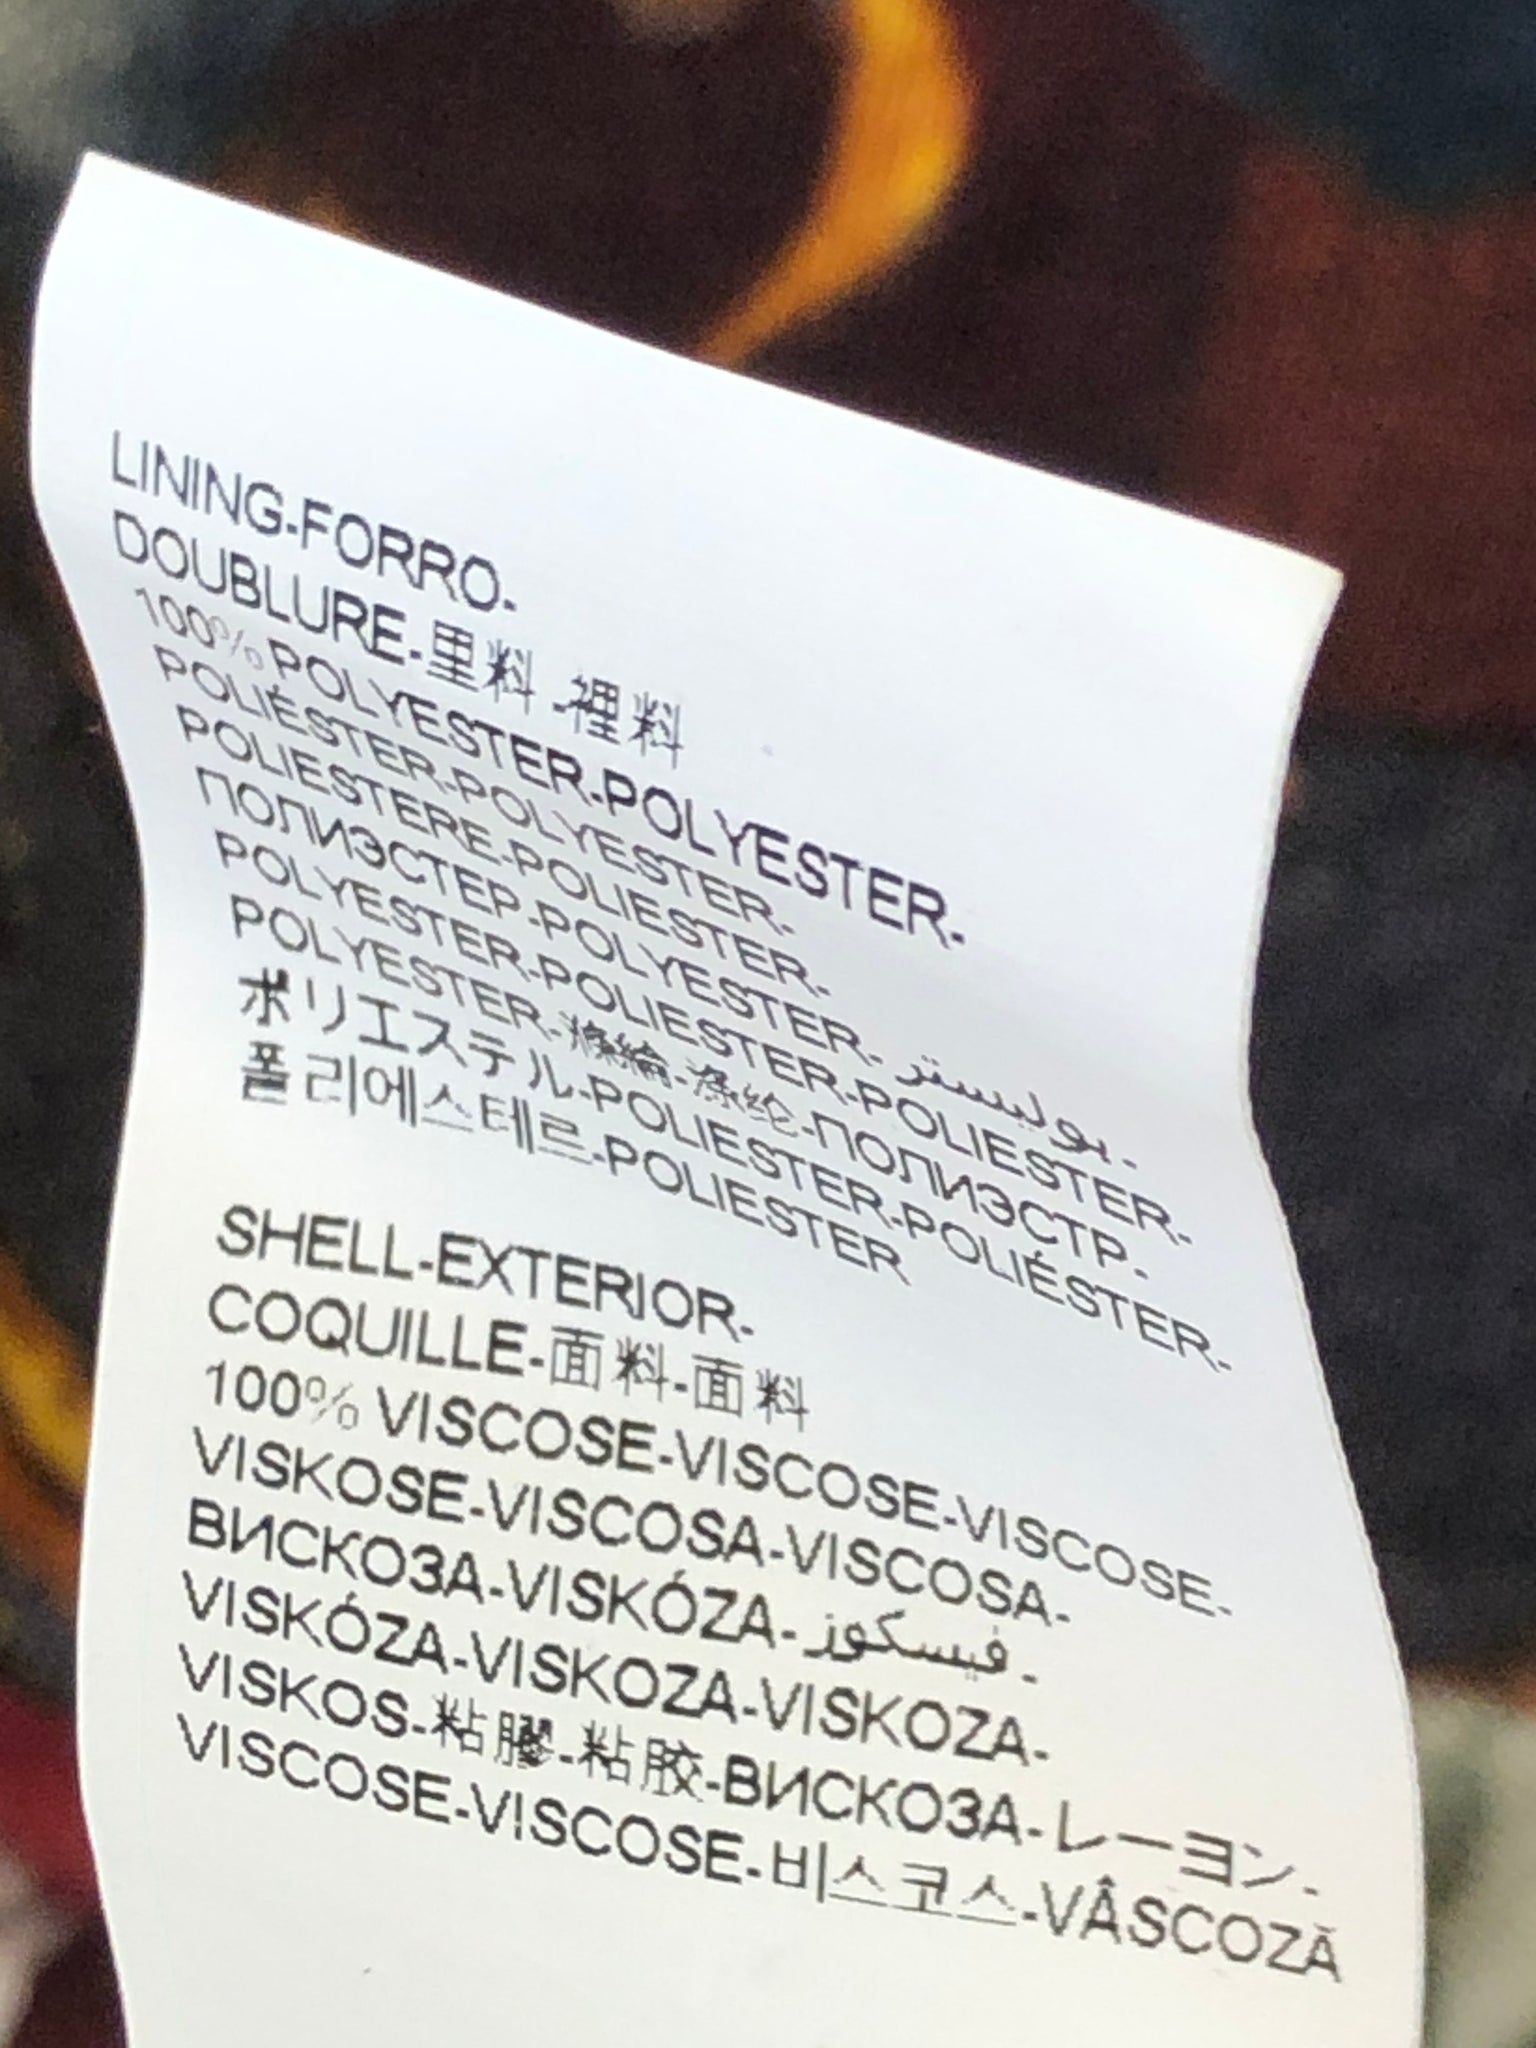 LINING-FORRO-
DOUBLURE-里料-裡料
100% POLYESTER-POLYESTER-
POLIÉSTER-POLYESTER-
POLIESTERE-POLIESTER-
ПОЛИЭСТЕР-POLYESTER- بوليستر -
POLYESTER-POLIESTER-POLIESTER-
POLYESTER-滌綸-涤纶-ПОЛИЭСТР-
ポリエステル-POLIESTER-POLIÉSTER-
폴리에스테르-POLIESTER
SHELL-EXTERIOR-
COQUILLE-面料-面料
100% VISCOSE-VISCOSE-VISCOSE-
VISKOSE-VISCOSA-VISCOSA-
ВИСКОЗА-VISKÓZA- فيسكوز -
VISKÓZA-VISKOZA-VISKOZA-
VISKOS-粘膠-粘胶-ВИСКОЗА-レーヨン-
VISCOSE-VISCOSE-비스코스-VÂSCOZĂ